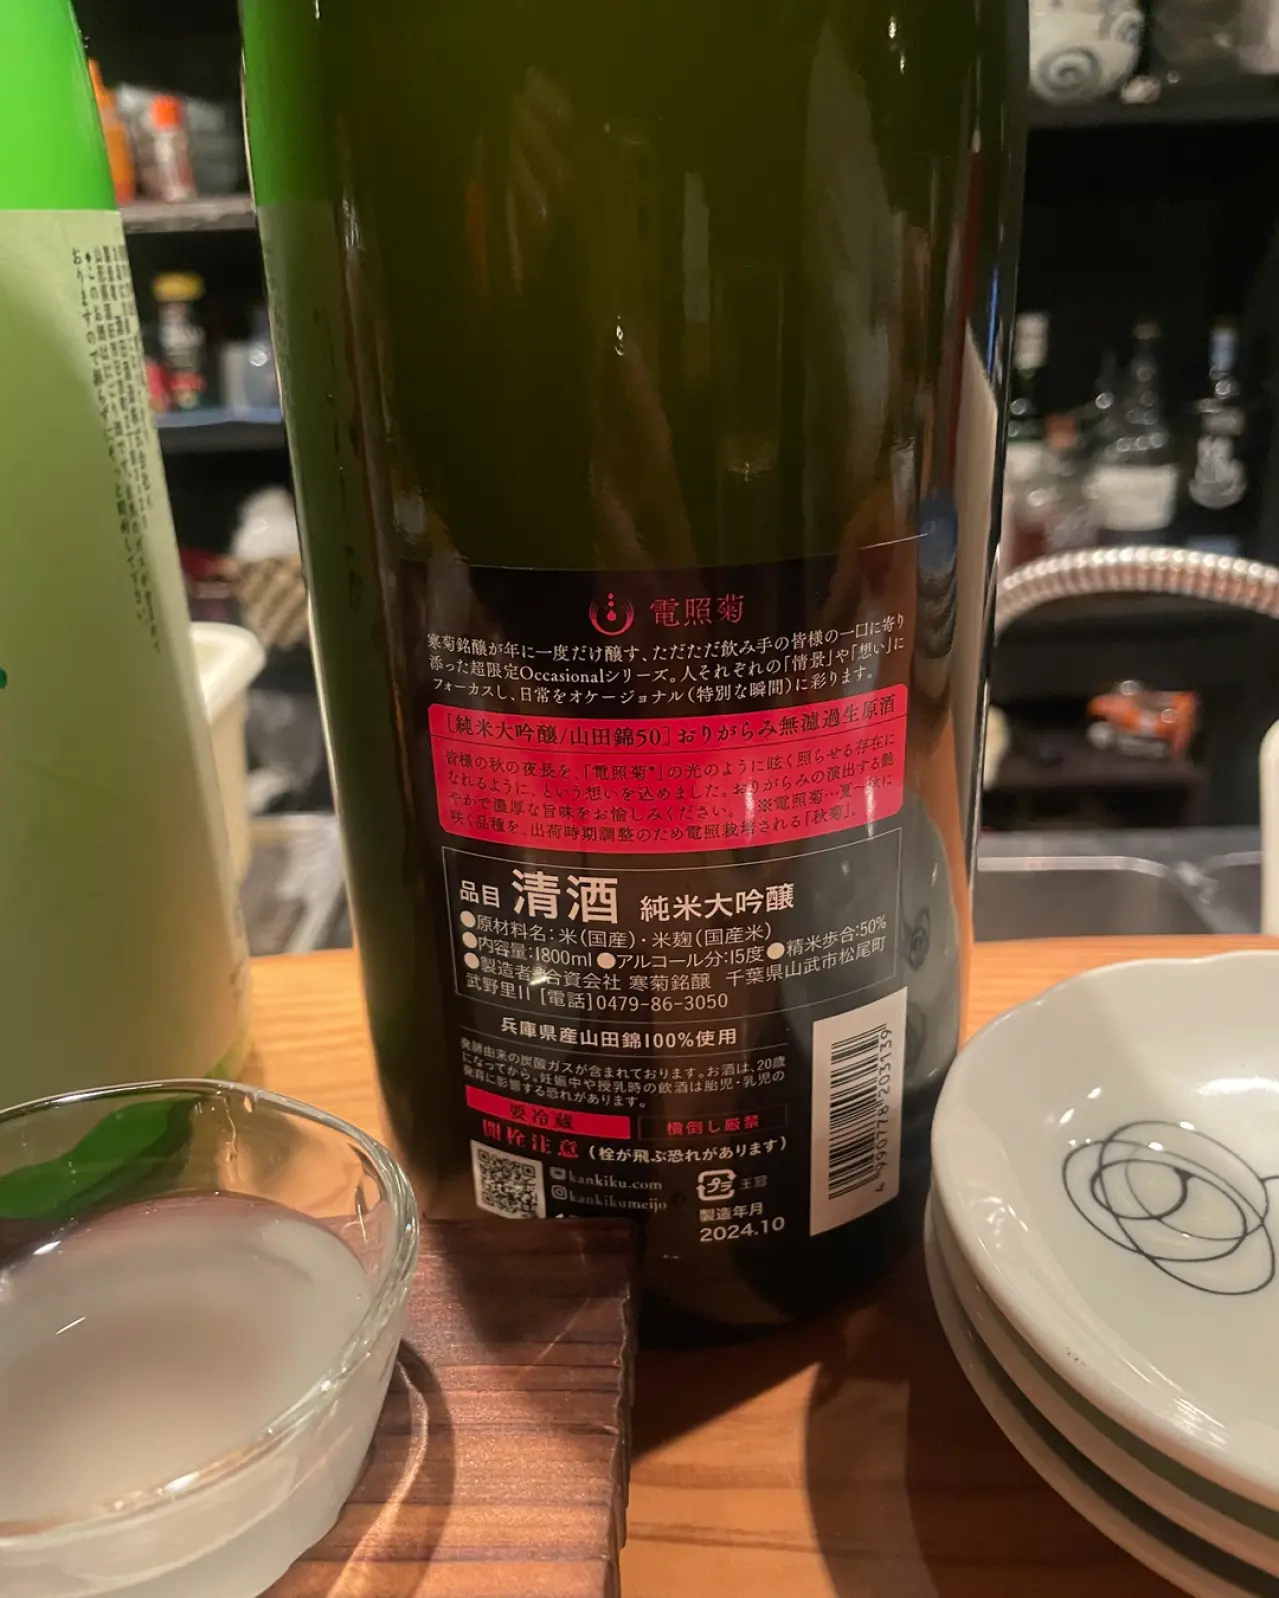 電照菊
寒菊銘醸が年に一度だけ醸す、ただただ飲み手の皆様の一口に寄り
添った超限定Occasionalシリーズ。人それぞれの「情景」や「想い」に
フォーカスし、日常をオケージョナル(特別な瞬間)に彩ります。
[純米大吟醸/山田錦50]おりがらみ無濾過生原酒
皆様の秋の夜長を、「電照菊*」の光のように眩く照らせる存在に
なれるように、という想いを込めました。おりがらみの演出する艶
やかで濃厚な旨味をお愉しみください。 ※電照菊…夏〜秋に
咲く品種を、出荷時期調整のため電照栽培される「秋菊」。
品目 清酒 純米大吟醸
●原材料名:米(国産)・米麹(国産米)
●内容量:1800ml ●アルコール分:15度 ●精米歩合:50%
●製造者 合資会社 寒菊銘醸 千葉県山武市松尾町
武野里11 [電話]0479-86-3050
兵庫県産山田錦100%使用
発酵由来の炭酸ガスが含まれております。お酒は、20歳
になってから。妊娠中や授乳時の飲酒は胎児・乳児の
発育に影響する恐れがあります。
要冷蔵 横倒し厳禁
開栓注意 (栓が飛ぶ恐れがあります)
kankiku.com
kankikumeijo
プラ 王冠
製造年月
2024.10
4 990778 203139